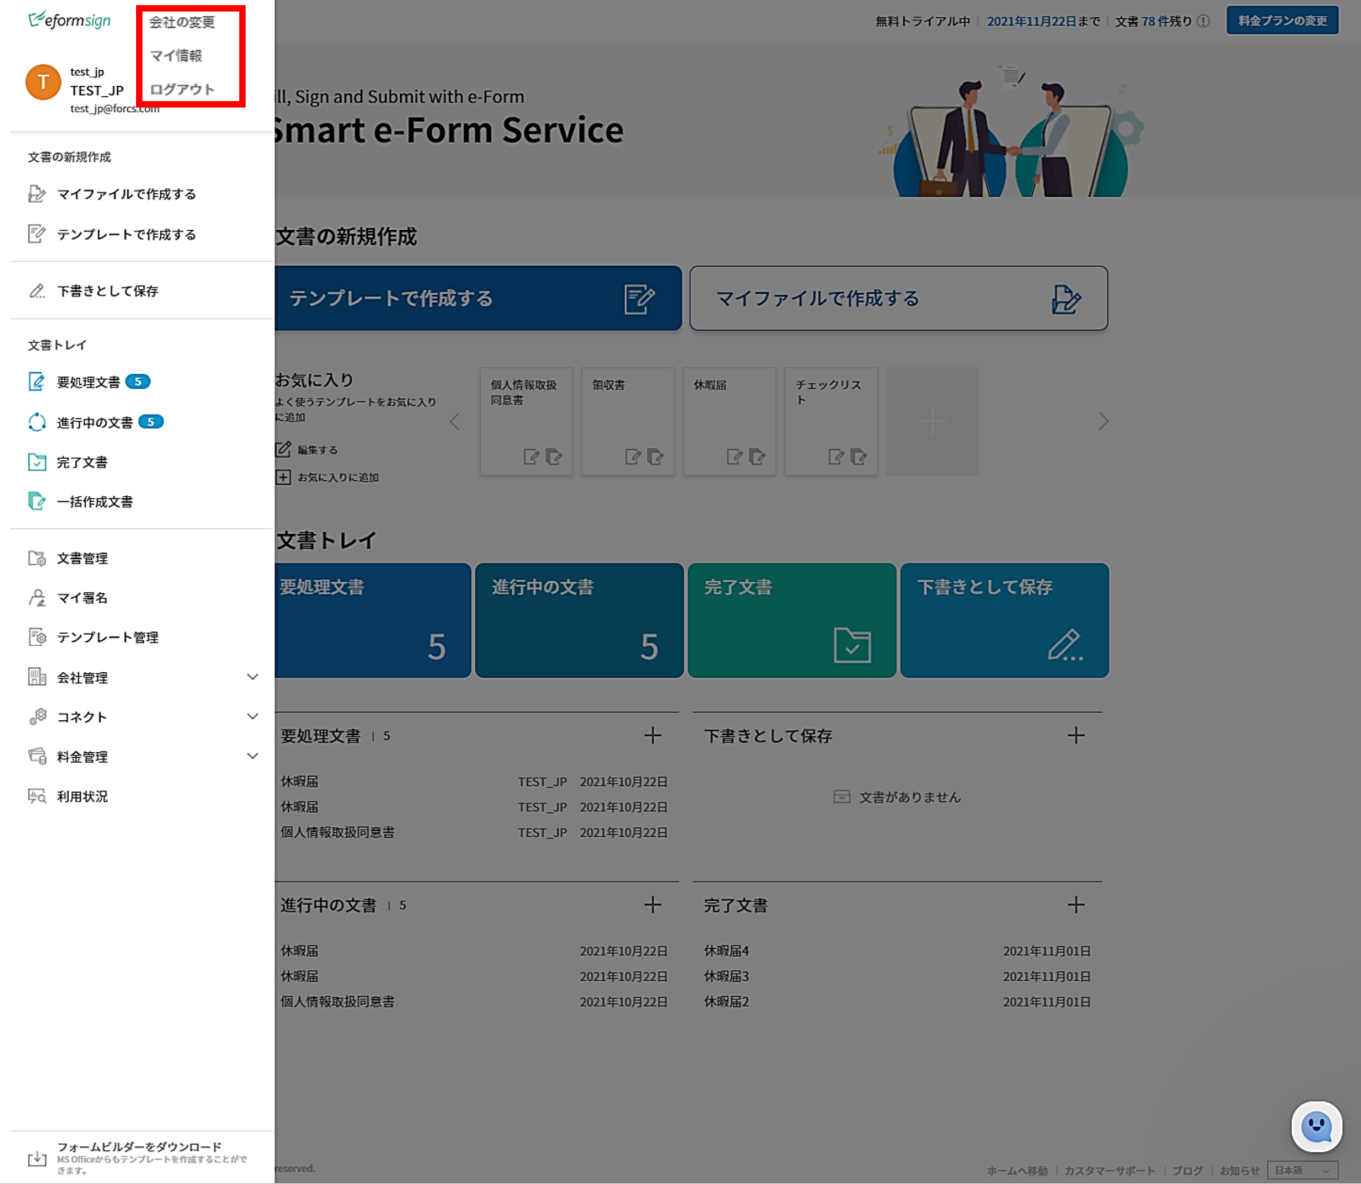 eformsign
会社の変更
マイ情報
ログアウト
T
test_jp
TEST_JP
test_jp@forcs.com
文書の新規作成
マイファイルで作成する
テンプレートで作成する
下書きとして保存
文書トレイ
要処理文書 5
進行中の文書 5
完了文書
一括作成文書
文書管理
マイ署名
テンプレート管理
会社管理
コネクト
料金管理
利用状況
フォームビルダーをダウンロード
MS Officeからもテンプレートを作成することがで
きます。
無料トライアル中 | 2021年11月22日まで | 文書 78 件残り
料金プランの変更
ill, Sign and Submit with e-Form
Smart e-Form Service
文書の新規作成
テンプレートで作成する
マイファイルで作成する
お気に入り
よく使うテンプレートをお気に入り
に追加
編集する
お気に入りに追加
個人情報取扱
同意書
領収書
休暇届
チェックリス
ト
文書トレイ
要処理文書
5
進行中の文書
5
完了文書
下書きとして保存
要処理文書 | 5
休暇届 TEST_JP 2021年10月22日
休暇届 TEST_JP 2021年10月22日
個人情報取扱同意書 TEST_JP 2021年10月22日
下書きとして保存
文書がありません
進行中の文書 | 5
休暇届 2021年10月22日
休暇届 2021年10月22日
個人情報取扱同意書 2021年10月22日
完了文書
休暇届4 2021年11月01日
休暇届3 2021年11月01日
休暇届2 2021年11月01日
reserved.
ホームへ移動 | カスタマーサポート | ブログ | お知らせ
日本語